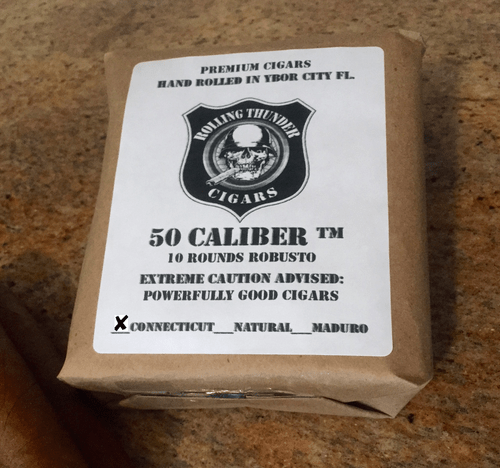 PREMIUM CIGARS
HAND ROLLED IN YBOR CITY FL.
ROLLING THUNDER
CIGARS
50 CALIBER ™
10 ROUNDS ROBUSTO
EXTREME CAUTION ADVISED:
POWERFULLY GOOD CIGARS
✘CONNECTICUT___NATURAL___MADURO